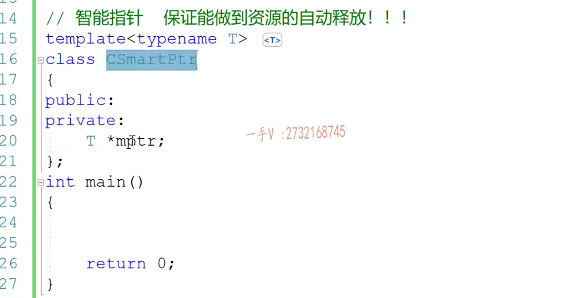 14 // 智能指针 保证能做到资源的自动释放！！！
15 template<typename T> <T>
16 class CSmartPtr
17 {
18 public:
19 private:
20 T *mptr;
21 };
22 int main()
23 {
24
25
26 return 0;
27 }
一手V :2732168745